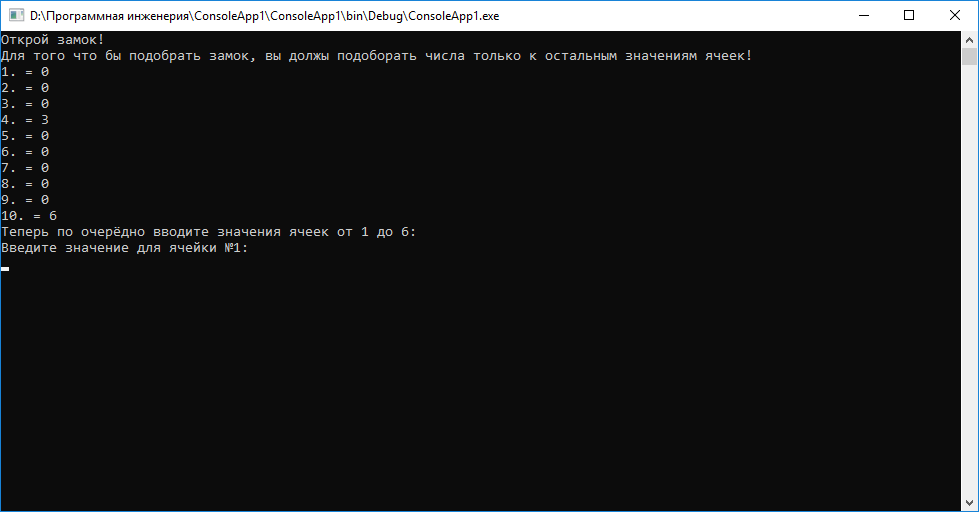 D:\Программная инженерия\ConsoleApp1\ConsoleApp1\bin\Debug\ConsoleApp1.exe
Открой замок!
Для того что бы подобрать замок, вы должы подоборать числа только к остальным значениям ячеек!
1. = 0
2. = 0
3. = 0
4. = 3
5. = 0
6. = 0
7. = 0
8. = 0
9. = 0
10. = 6
Теперь по очерёдно вводите значения ячеек от 1 до 6:
Введите значение для ячейки №1: